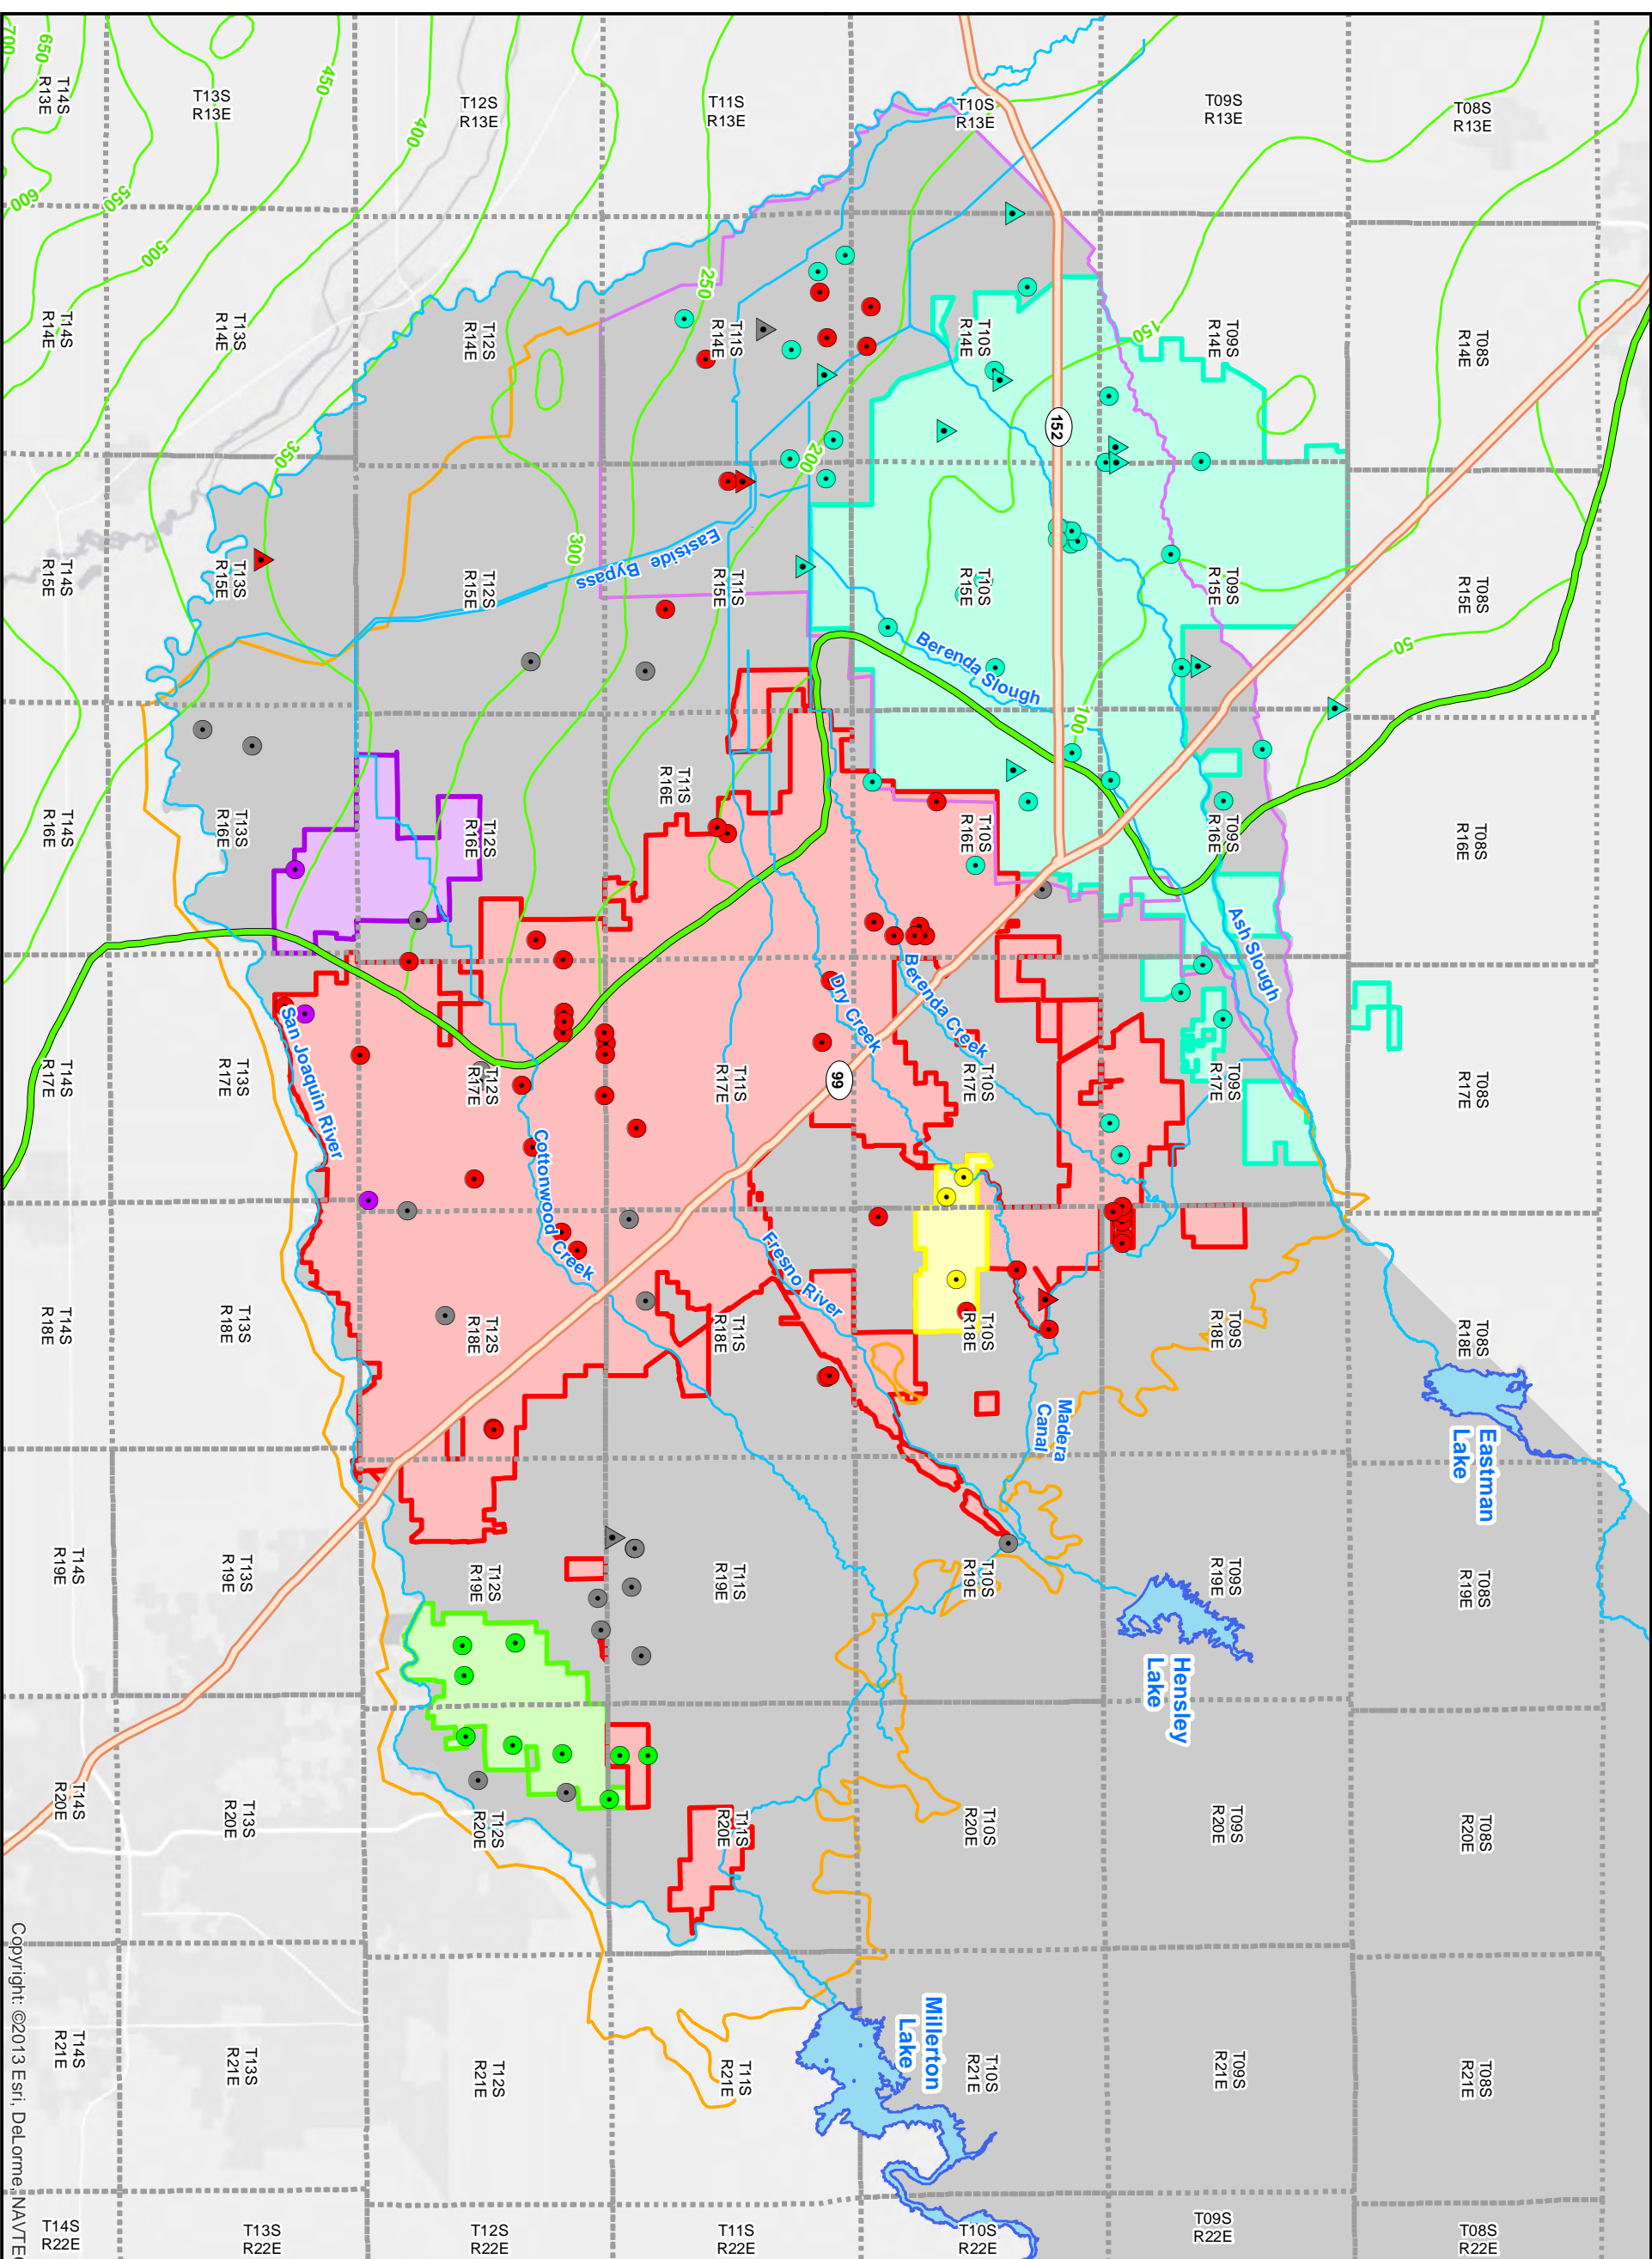 T14S
R13E
T13S
R13E
T12S
R13E
T11S
R13E
T10S
R13E
T09S
R13E
T08S
R13E
700
650
450
400
600
550
500
250
150
T14S
R14E
T13S
R14E
T12S
R14E
T11S
R14E
T10S
R14E
T09S
R14E
T08S
R14E
152
350
200
300
Eastside Bypass
T14S
R15E
T13S
R15E
T12S
R15E
T11S
R15E
T10S
R15E
T09S
R15E
T08S
R15E
Berenda Slough
50
100
T14S
R16E
T13S
R16E
T12S
R16E
T11S
R16E
T10S
R16E
T09S
R16E
T08S
R16E
Ash Slough
Berenda Creek
Dry Creek
San Joaquin River
99
T14S
R17E
T13S
R17E
T12S
R17E
T11S
R17E
T10S
R17E
T09S
R17E
T08S
R17E
Cottonwood Creek
Fresno River
T14S
R18E
T13S
R18E
T12S
R18E
T11S
R18E
T10S
R18E
T09S
R18E
T08S
R18E
Madera
Canal
Eastman
Lake
T14S
R19E
T13S
R19E
T12S
R19E
T11S
R19E
T10S
R19E
T09S
R19E
T08S
R19E
Hensley
Lake
T14S
R20E
T13S
R20E
T12S
R20E
T11S
R20E
T10S
R20E
T09S
R20E
T08S
R20E
Millerton
Lake
T14S
R21E
T13S
R21E
T12S
R21E
T11S
R21E
T10S
R21E
T09S
R21E
T08S
R21E
T14S
R22E
T13S
R22E
T12S
R22E
T11S
R22E
T10S
R22E
T09S
R22E
T08S
R22E
Copyright: ©2013 Esri, DeLorme, NAVTEQ